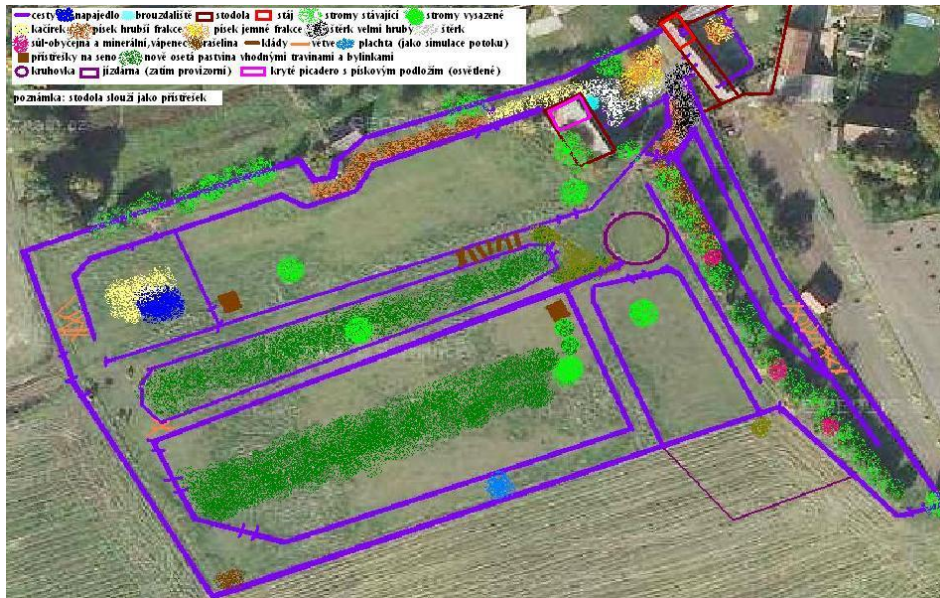 cesty napajedlo brouzdaliště stodola stáj stromy stávající stromy vysazené
kačírek písek hrubší frakce písek jemné frakce štěrk velmi hrubý štěrk
sůl-obyčejná a minerální,vápenec rašelina klády větve plachta (jako simulace potoku)
přístřešky na seno nově osetá pastvina vhodnými travinami a bylinkami
kruhovka jízdárna (zatím provizorní) kryté picadero s pískovým podložím (osvětlené)
poznámka: stodola slouží jako přístřešek